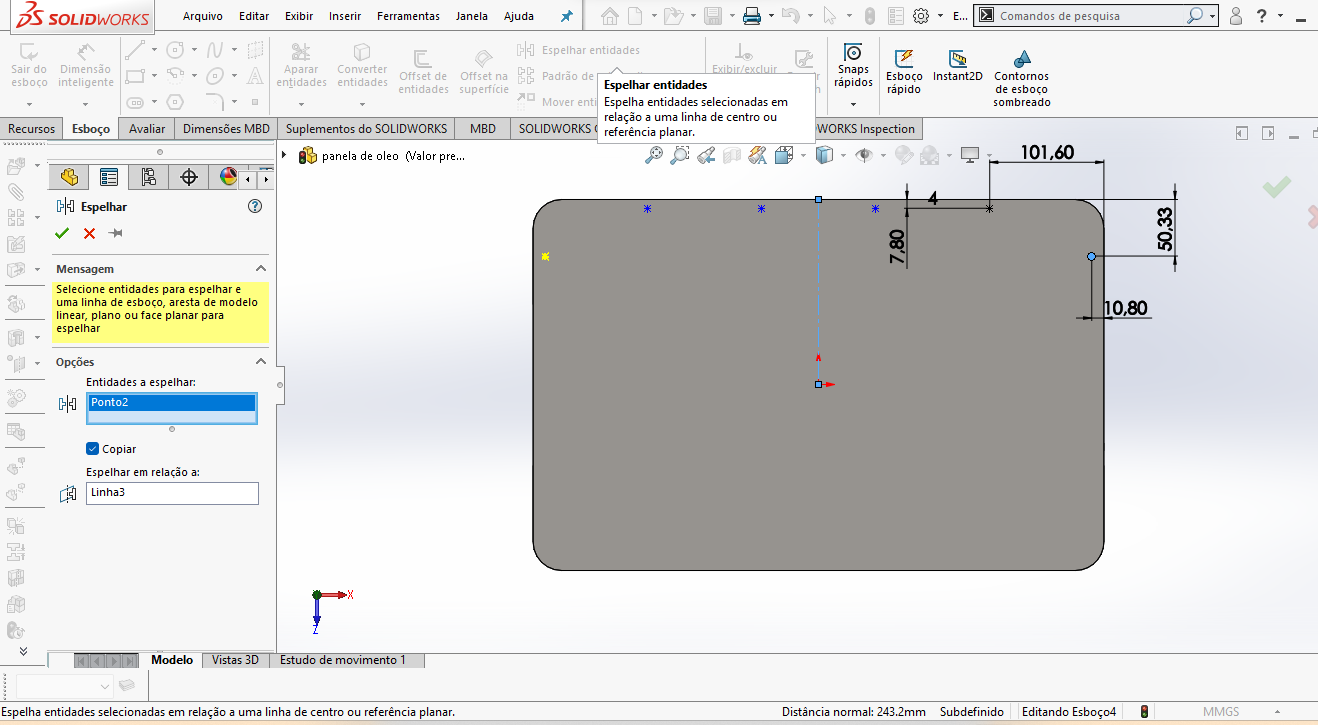 SOLIDWORKS
Arquivo Editar Exibir Inserir Ferramentas Janela Ajuda
E...
Comandos de pesquisa
?
Sair do esboço
Dimensão inteligente
Aparar entidades
Converter entidades
Offset de entidades
Offset na superfície
Espelhar entidades
Padrão de
Mover enti
Exibir/excluir
Snaps rápidos
Esboço rápido
Instant2D
Contornos de esboço sombreado
Espelhar entidades
Espelha entidades selecionadas em
relação a uma linha de centro ou
referência planar.
Recursos Esboço Avaliar Dimensões MBD Suplementos do SOLIDWORKS MBD SOLIDWORKS WORKS Inspection
panela de oleo (Valor pre...
Espelhar
?
Mensagem
Selecione entidades para espelhar e
uma linha de esboço, aresta de modelo
linear, plano ou face planar para
espelhar
Opções
Entidades a espelhar:
Ponto2
Copiar
Espelhar em relação a:
Linha3
101,60
4
7,80
50,33
10,80
X
Z
Modelo Vistas 3D Estudo de movimento 1
Espelha entidades selecionadas em relação a uma linha de centro ou referência planar.
Distância normal: 243.2mm Subdefinido Editando Esboço4 MMGS